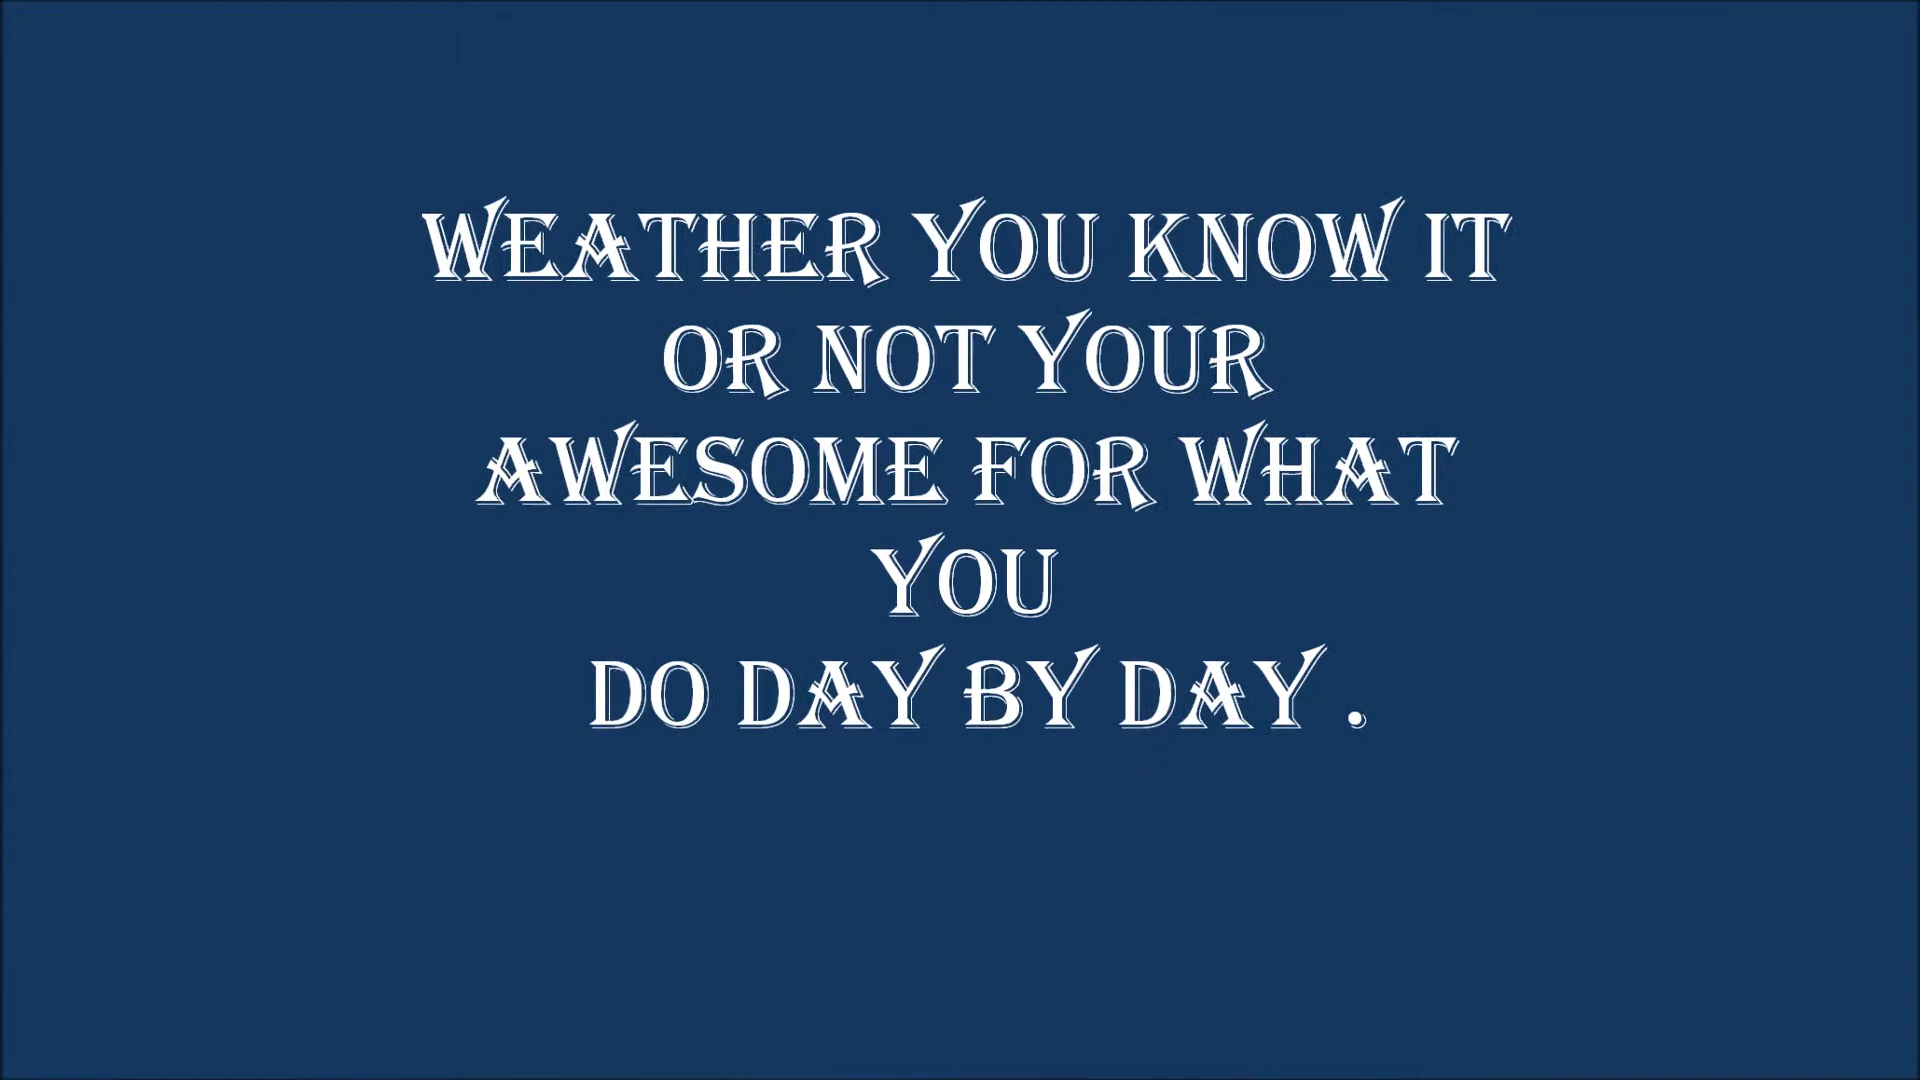 WEATHER YOU KNOW IT
OR NOT YOUR
AWESOME FOR WHAT
YOU
DO DAY BY DAY .